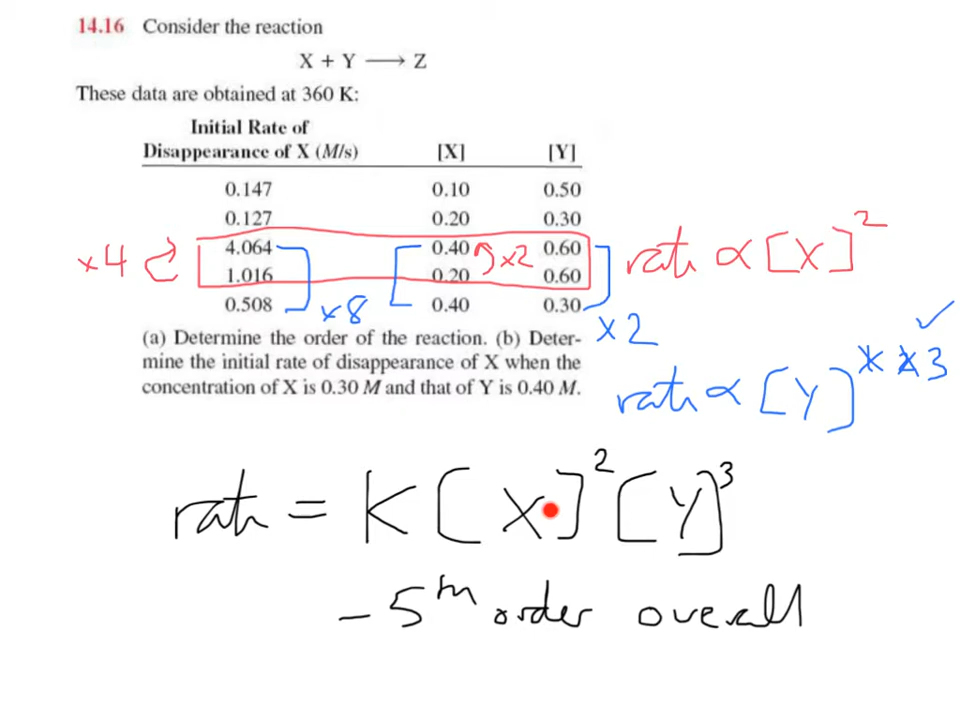 14.16 Consider the reaction
X + Y ⟶ Z
These data are obtained at 360 K:
Initial Rate of
Disappearance of X (M/s) [X] [Y]
0.147 0.10 0.50
0.127 0.20 0.30
4.064 0.40 0.60
1.016 0.20 0.60
0.508 0.40 0.30
×4
×2
rate ∝ [X]²
×8
×2
(a) Determine the order of the reaction. (b) Deter-
mine the initial rate of disappearance of X when the
concentration of X is 0.30 M and that of Y is 0.40 M.
rate ∝ [Y]³
rate = K[X]²[Y]³
- 5th order overall